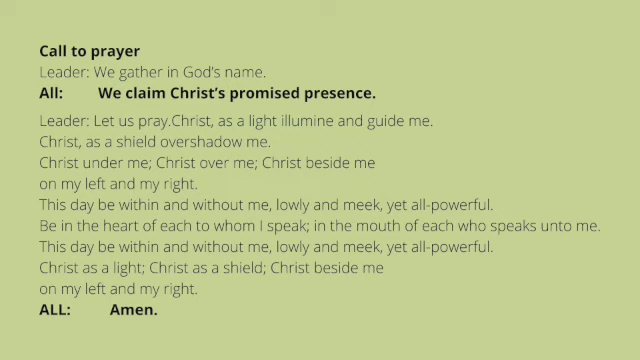 Call to prayer
Leader: We gather in God's name.
All: We claim Christ's promised presence.
Leader: Let us pray.Christ, as a light illumine and guide me.
Christ, as a shield overshadow me.
Christ under me; Christ over me; Christ beside me
on my left and my right.
This day be within and without me, lowly and meek, yet all-powerful.
Be in the heart of each to whom I speak; in the mouth of each who speaks unto me.
This day be within and without me, lowly and meek, yet all-powerful.
Christ as a light; Christ as a shield; Christ beside me
on my left and my right.
ALL: Amen.